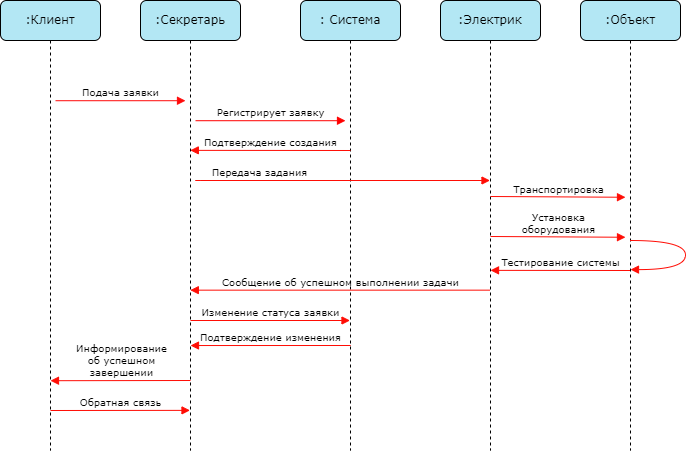 :Клиент
:Секретарь
: Система
:Электрик
:Объект
Подача заявки
Регистрирует заявку
Подтверждение создания
Передача задания
Транспортировка
Установка
оборудования
Тестирование системы
Сообщение об успешном выполнении задачи
Изменение статуса заявки
Подтверждение изменения
Информирование
об успешном
завершении
Обратная связь